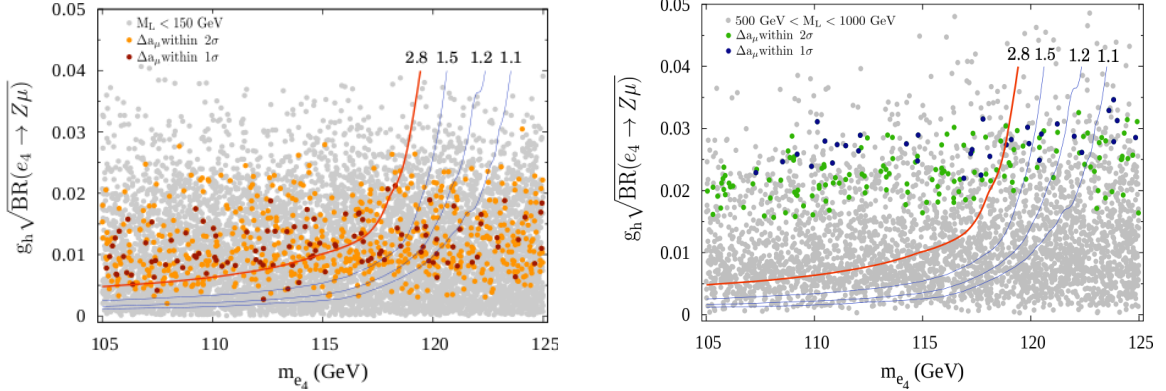 0.05
0.04
0.03
0.02
0.01
0
g_h√BR(e_4 → Zμ)
M_L < 150 GeV
Δa_μ within 2σ
Δa_μ within 1σ
2.8 1.5 1.2 1.1
105 110 115 120 125
m_e_4 (GeV)
0.05
0.04
0.03
0.02
0.01
0
g_h√BR(e_4 → Zμ)
500 GeV < M_L < 1000 GeV
Δa_μ within 2σ
Δa_μ within 1σ
2.8 1.5 1.2 1.1
105 110 115 120 125
m_e_4 (GeV)